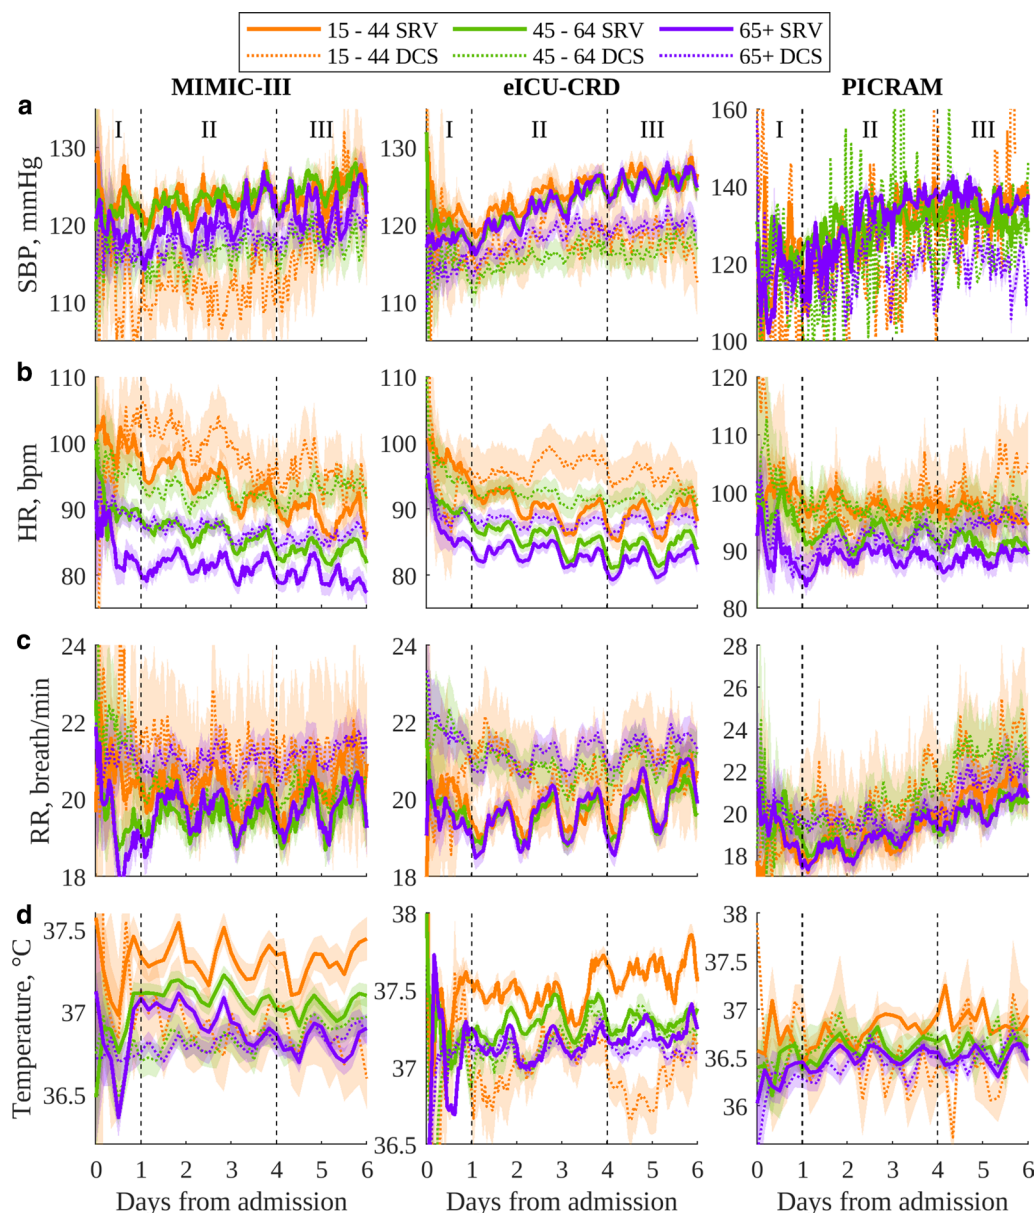 15 - 44 SRV 45 - 64 SRV 65+ SRV
15 - 44 DCS 45 - 64 DCS 65+ DCS
MIMIC-III eICU-CRD PICRAM
a
SBP, mmHg
130
120
110
I II III
130
120
110
I II III
160
140
120
100
I II III
b
HR, bpm
110
100
90
80
110
100
90
80
120
110
100
90
80
c
RR, breath/min
24
22
20
18
24
22
20
18
28
26
24
22
20
18
d
Temperature, °C
37.5
37
36.5
38
37.5
37
36.5
38
37.5
37
36.5
36
0 1 2 3 4 5 6
0 1 2 3 4 5 6
0 1 2 3 4 5 6
Days from admission Days from admission Days from admission